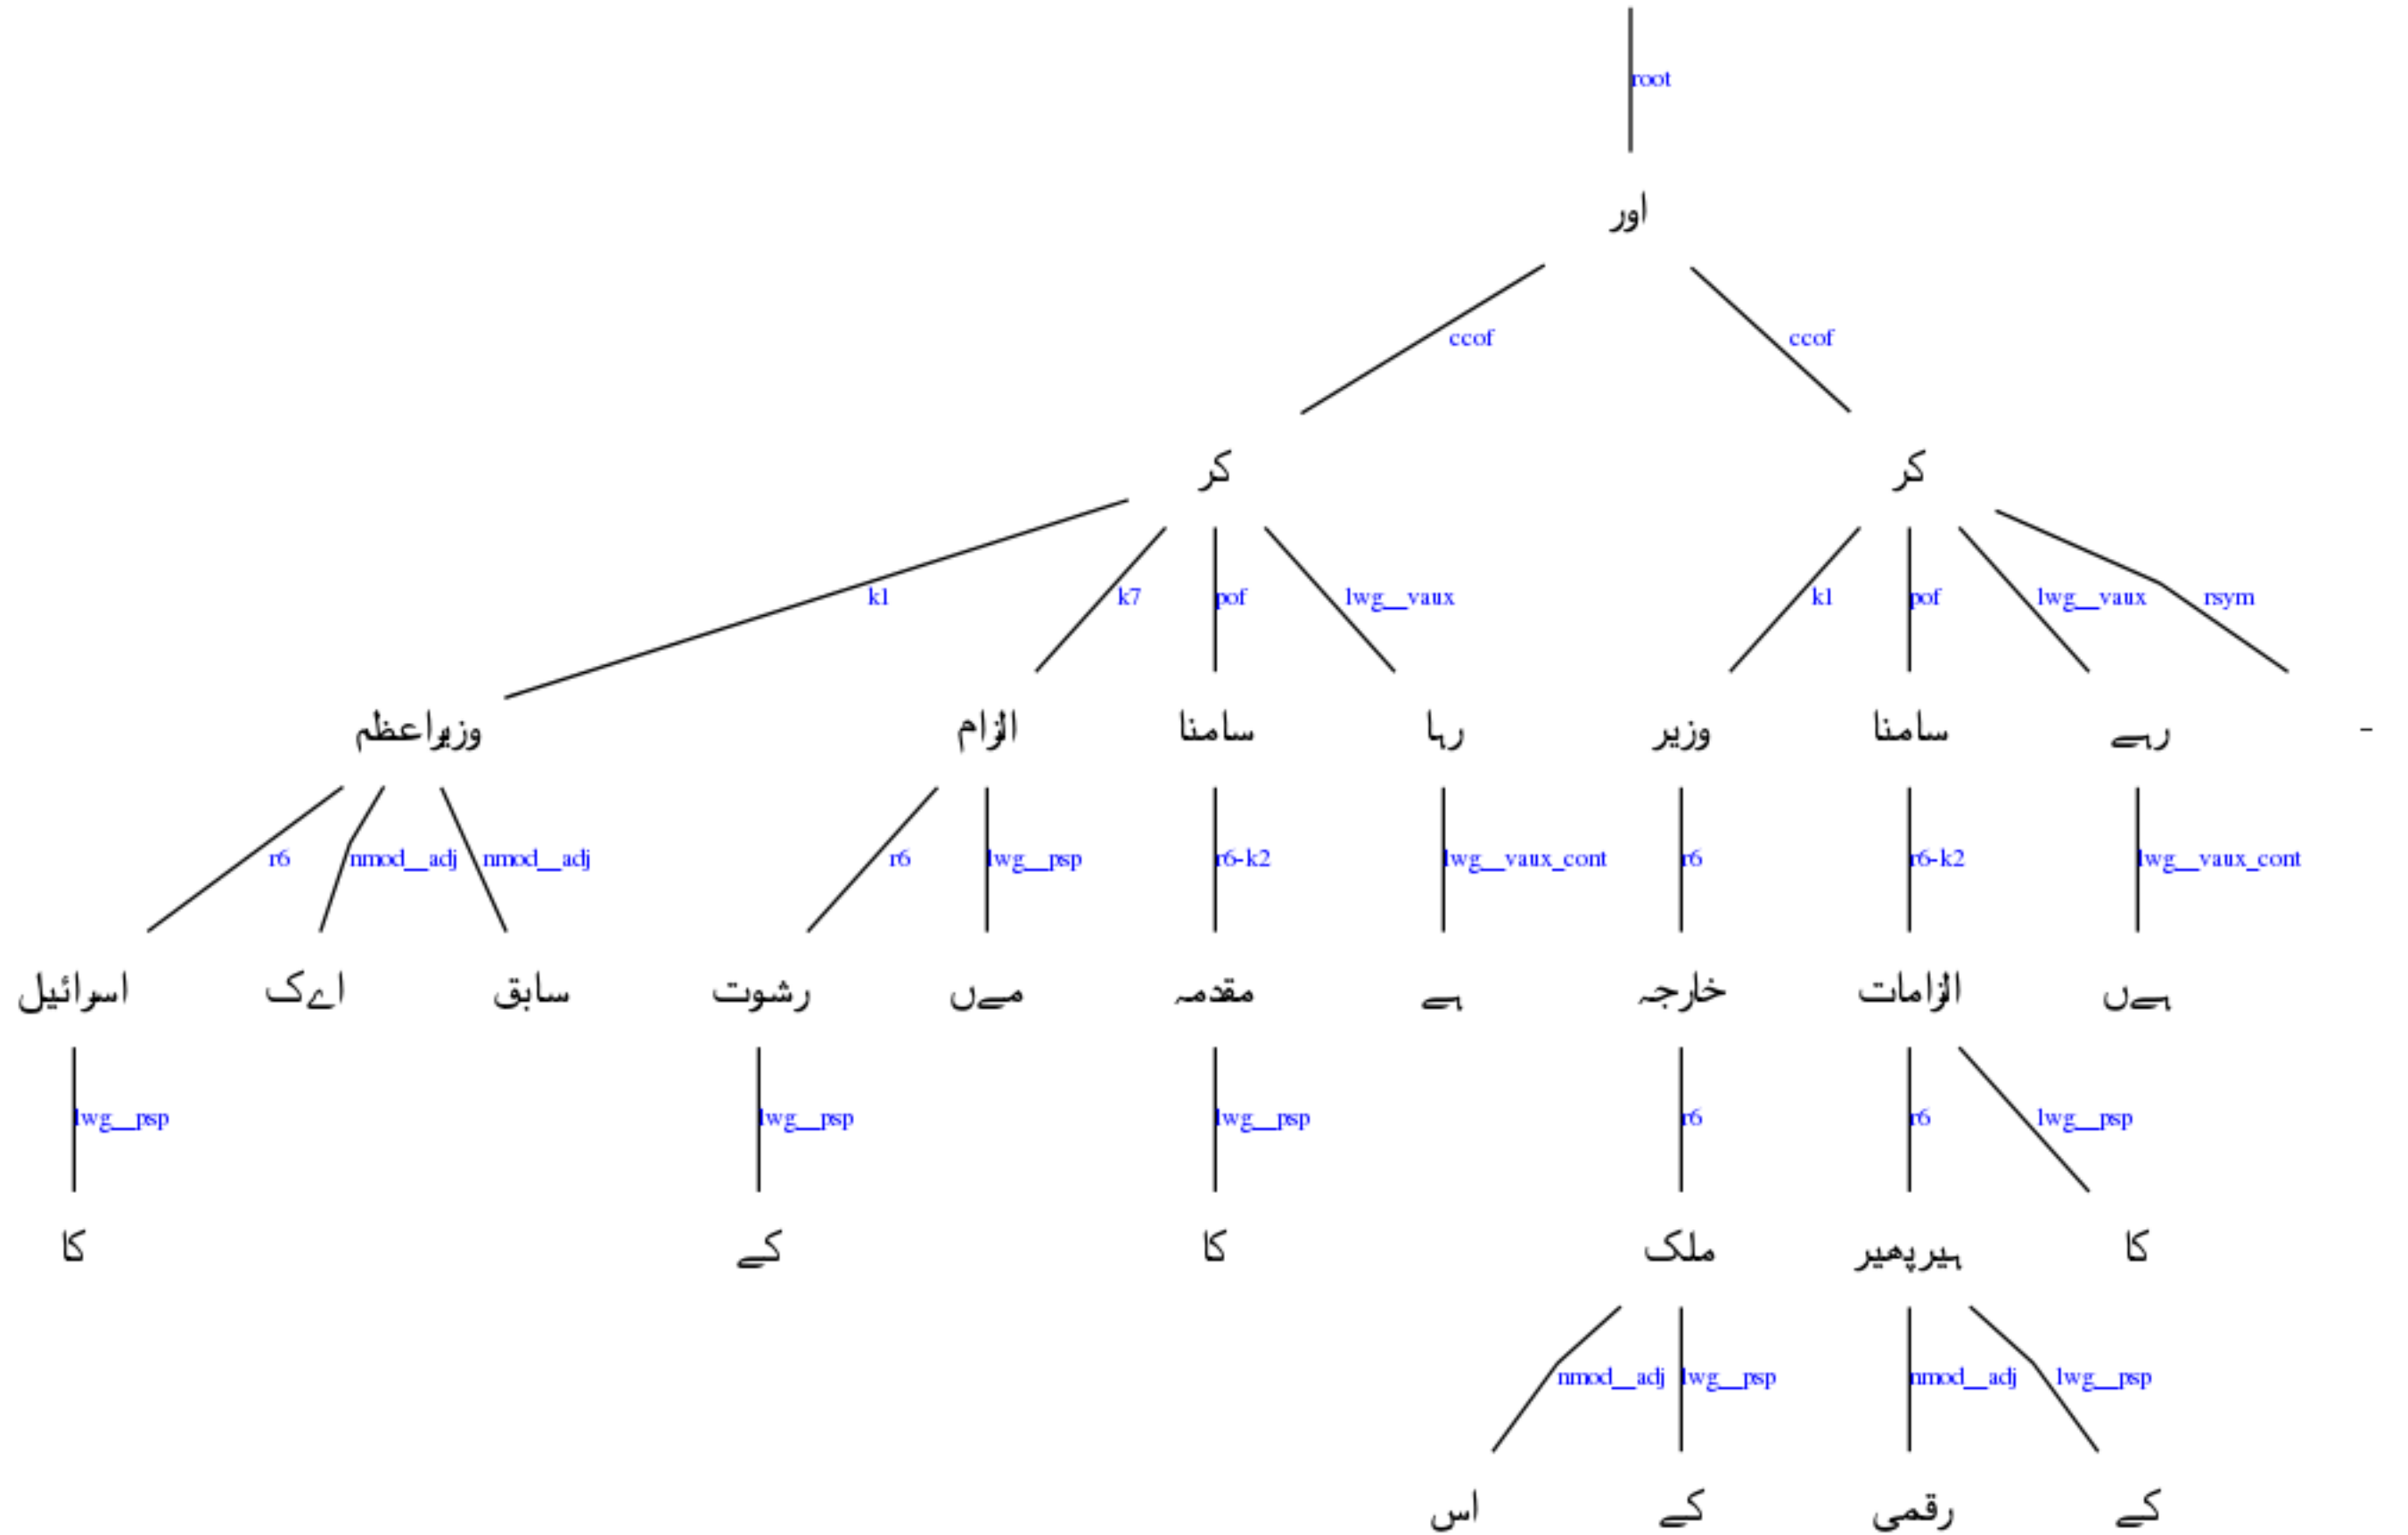 root
اور
ccof ccof
کر کر
k1 k7 pof lwg__vaux k1 pof lwg__vaux rsym
وزیراعظم الزام سامنا رہا وزیر سامنا رہے -
r6 nmod__adj nmod__adj r6 lwg__psp r6-k2 lwg__vaux_cont r6 r6-k2 lwg__vaux_cont
اسرائیل اےک سابق رشوت مےں مقدمہ ہے خارجہ الزامات ہےں
lwg__psp lwg__psp lwg__psp r6 r6 lwg__psp
کا کے کا ملک ہیرپھیر کا
nmod__adj lwg__psp nmod__adj lwg__psp
اس کے رقمی کے